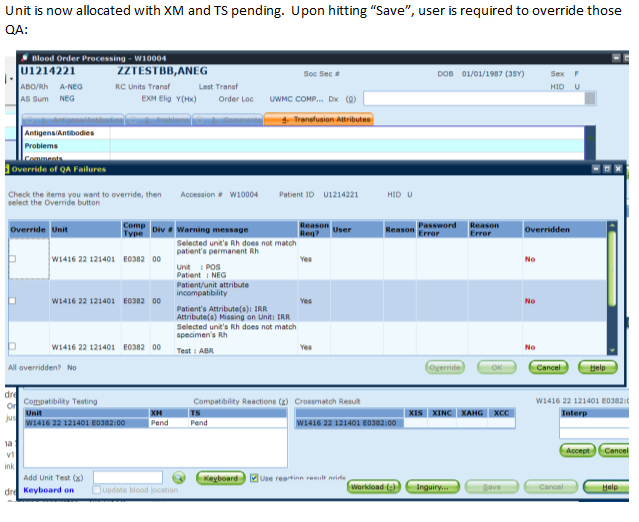 Unit is now allocated with XM and TS pending.  Upon hitting “Save”, user is required to override those
QA:
Blood Order Processing - W10004
U1214221 ZZTESTBB,ANEG Soc Sec # DOB 01/01/1987 (35Y) Sex F
ABO/Rh A-NEG RC Units Transf Last Transf HID U
AS Sum NEG EXM Elig Y(Hx) Order Loc UWMC COMP... Dx (9)
1. Antigens/Antibodies 2. Problems 3. Comments 4. Transfusion Attributes
Antigens/Antibodies
Problems
Comments
Override of QA Failures
Check the items you want to override, then Accession # W10004 Patient ID U1214221 HID U
select the Override button
Override Unit Comp Type Div # Warning message Reason Req? User Reason Password Error Reason Error Overridden
Selected unit's Rh does not match
patient's permanent Rh
W1416 22 121401 E0382 00 Yes No
Unit : POS
Patient : NEG
Patient/unit attribute
incompatibility
W1416 22 121401 E0382 00 Yes No
Patient's Attribute(s): IRR
Attribute(s) Missing on Unit: IRR
Selected unit's Rh does not match
specimen's Rh
W1416 22 121401 E0382 00 Yes No
Test : ABR
All overridden? No Override OK Cancel Help
Compatibility Testing Compatibility Reactions (z) Crossmatch Result W1416 22 121401 E0382:
Unit XM TS XIS XINC XAHG XCC Interp
W1416 22 121401 E0382:00 Pend Pend W1416 22 121401 E0382:00
Accept Cancel
Add Unit Test (x) Keyboard Use reaction result grids
Keyboard on Update blood location Workload (;) Inquiry... Save Cancel Help